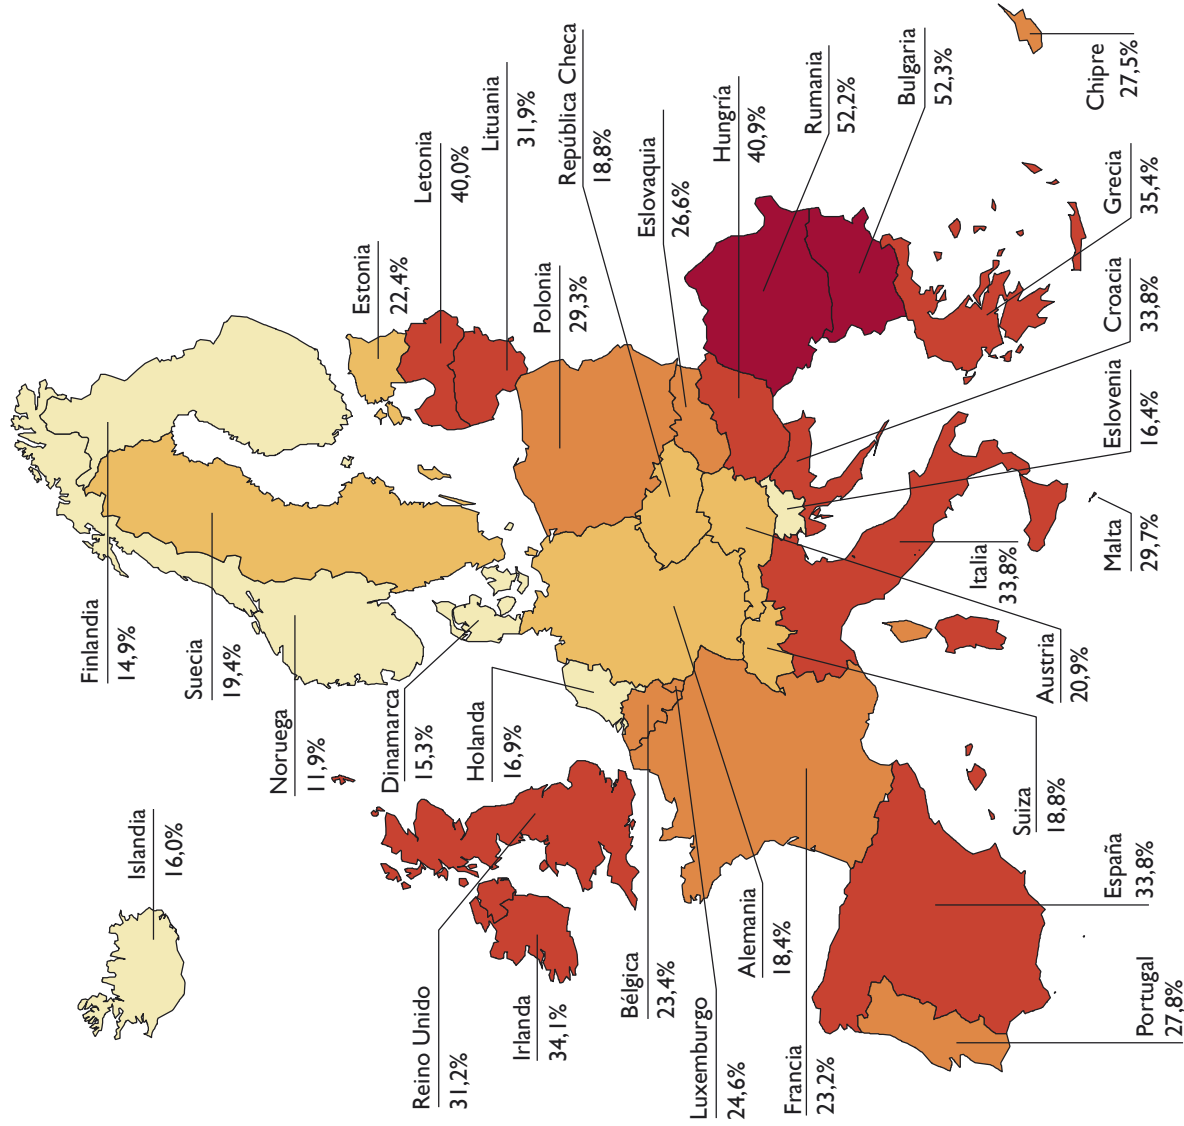 Islandia
16,0%
Finlandia
14,9%
Suecia
19,4%
Noruega
11,9%
Dinamarca
15,3%
Holanda
16,9%
Estonia
22,4%
Letonia
40,0%
Lituania
31,9%
Polonia
29,3%
República Checa
18,8%
Eslovaquia
26,6%
Hungría
40,9%
Rumania
52,2%
Bulgaria
52,3%
Chipre
27,5%
Grecia
35,4%
Croacia
33,8%
Eslovenia
16,4%
Malta
29,7%
Italia
33,8%
Austria
20,9%
Suiza
18,8%
España
33,8%
Portugal
27,8%
Reino Unido
31,2%
Irlanda
34,1%
Bélgica
23,4%
Luxemburgo
24,6%
Alemania
18,4%
Francia
23,2%